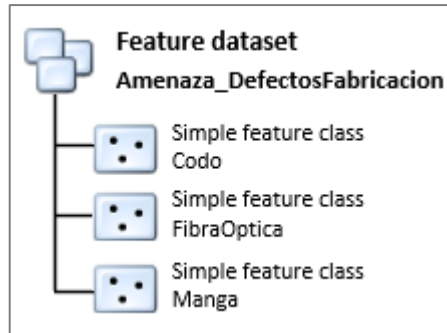 Feature dataset
Amenaza_DefectosFabricacion
Simple feature class
Codo
Simple feature class
FibraOptica
Simple feature class
Manga